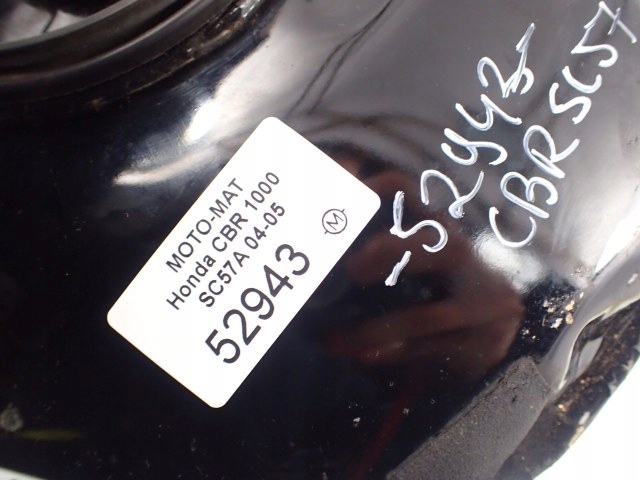 MOTO-MAT
Honda CBR 1000
SC57A 04-05
52943
M
-52943
CBR SC57